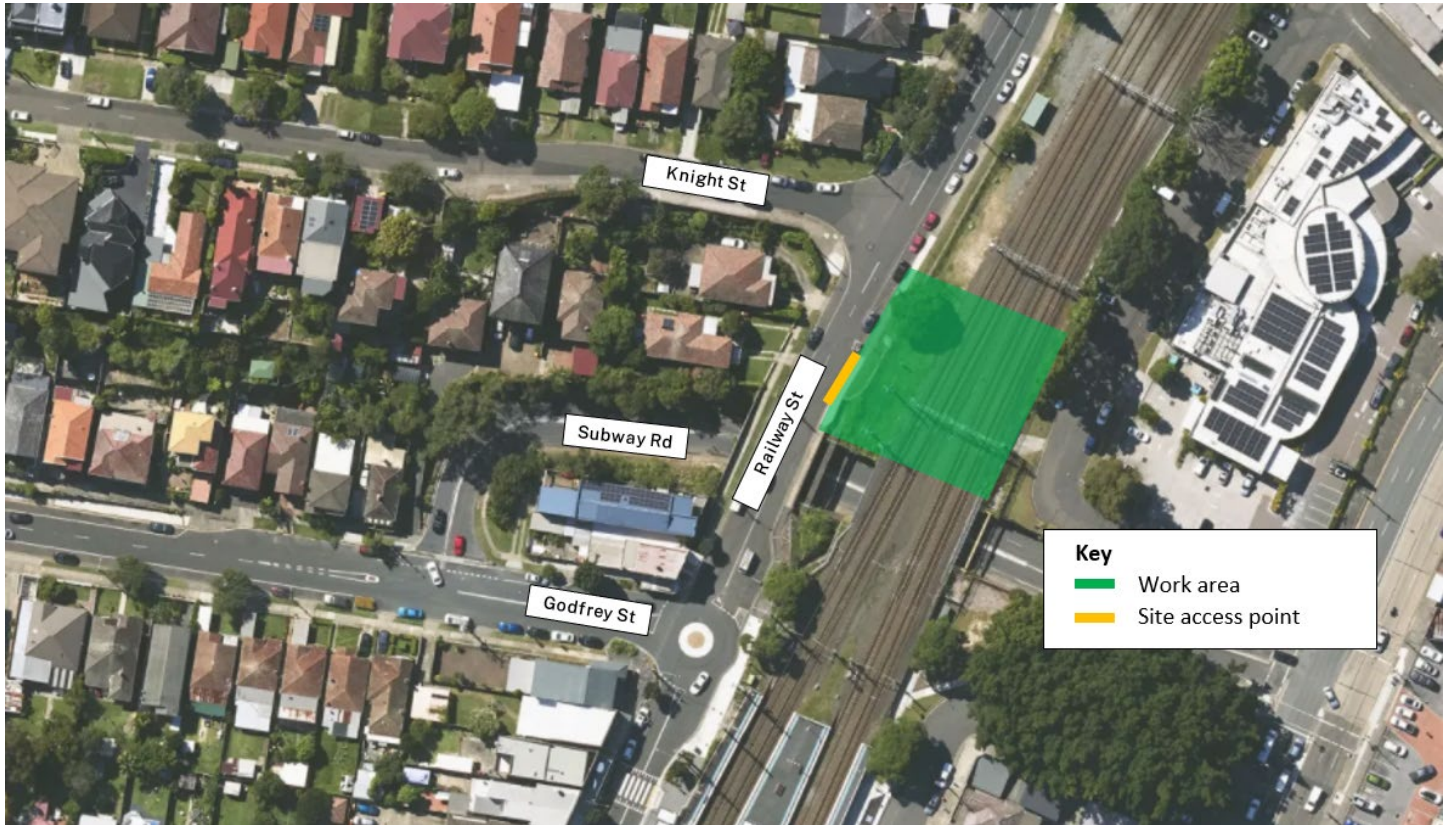 Knight St
Subway Rd
Railway St
Godfrey St
Key
Work area
Site access point